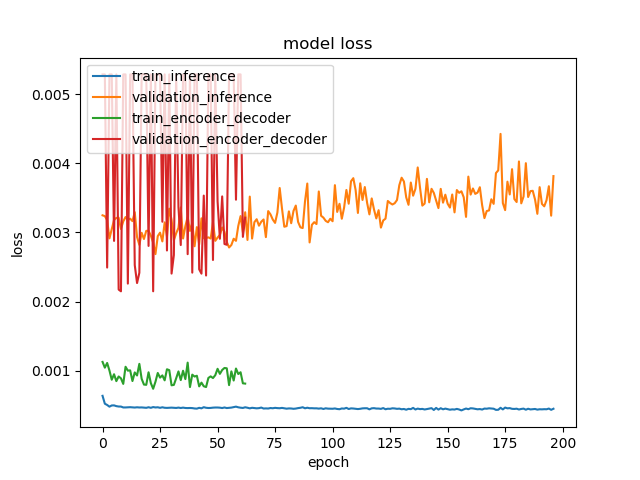 model loss
train_inference
validation_inference
train_encoder_decoder
validation_encoder_decoder
0.005
0.004
0.003
0.002
0.001
loss
0 25 50 75 100 125 150 175 200
epoch